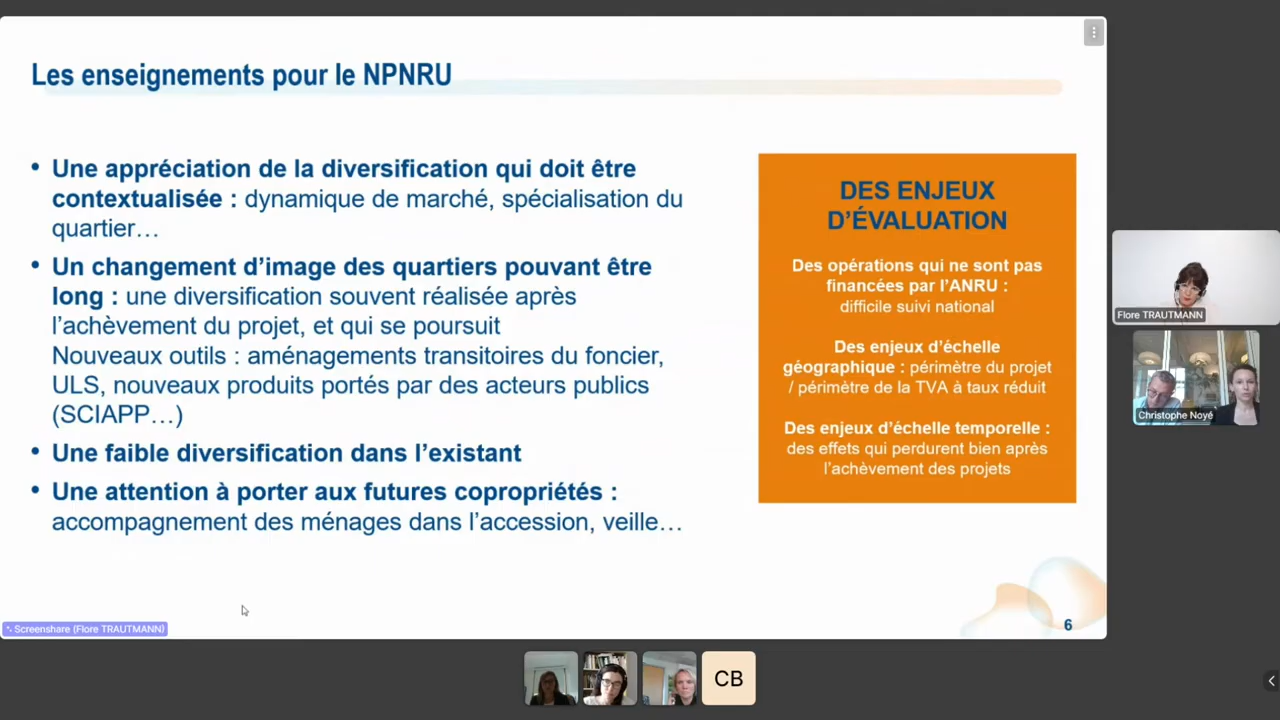 Les enseignements pour le NPNRU
• Une appréciation de la diversification qui doit être
contextualisée : dynamique de marché, spécialisation du
quartier…
• Un changement d’image des quartiers pouvant être
long : une diversification souvent réalisée après
l’achèvement du projet, et qui se poursuit
Nouveaux outils : aménagements transitoires du foncier,
ULS, nouveaux produits portés par des acteurs publics
(SCIAPP…)
• Une faible diversification dans l’existant
• Une attention à porter aux futures copropriétés :
accompagnement des ménages dans l’accession, veille…
DES ENJEUX
D’ÉVALUATION
Des opérations qui ne sont pas
financées par l’ANRU :
difficile suivi national
Des enjeux d’échelle
géographique : périmètre du projet
/ périmètre de la TVA à taux réduit
Des enjeux d’échelle temporelle :
des effets qui perdurent bien après
l’achèvement des projets
6
Screenshare (Flore TRAUTMANN)
Flore TRAUTMANN
Christophe Noyé
CB